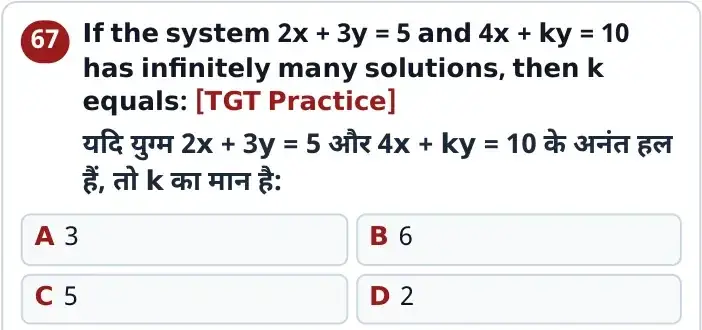 67 If the system 2x + 3y = 5 and 4x + ky = 10
has infinitely many solutions, then k
equals: [TGT Practice]
यदि युग्म 2x + 3y = 5 और 4x + ky = 10 के अनंत हल
हैं, तो k का मान है:
A 3
B 6
C 5
D 2